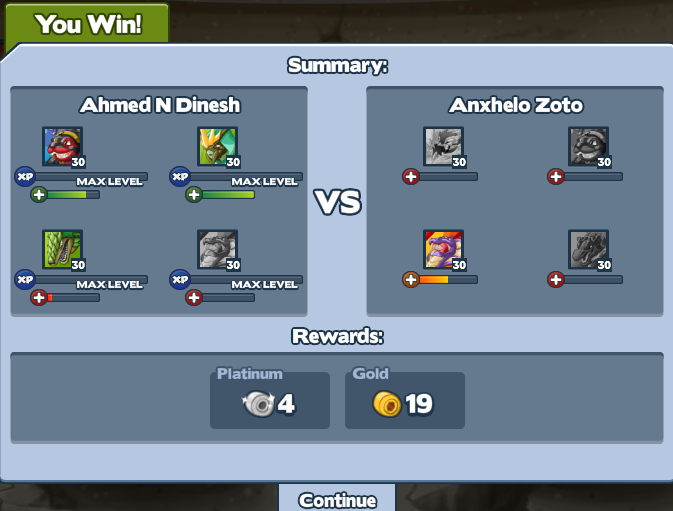 You Win!
Summary:
Ahmed N Dinesh
Anxhelo Zoto
30
30
30
30
XP
MAX LEVEL
XP
MAX LEVEL
VS
30
30
30
30
XP
MAX LEVEL
XP
MAX LEVEL
Rewards:
Platinum
Gold
4
19
Continue